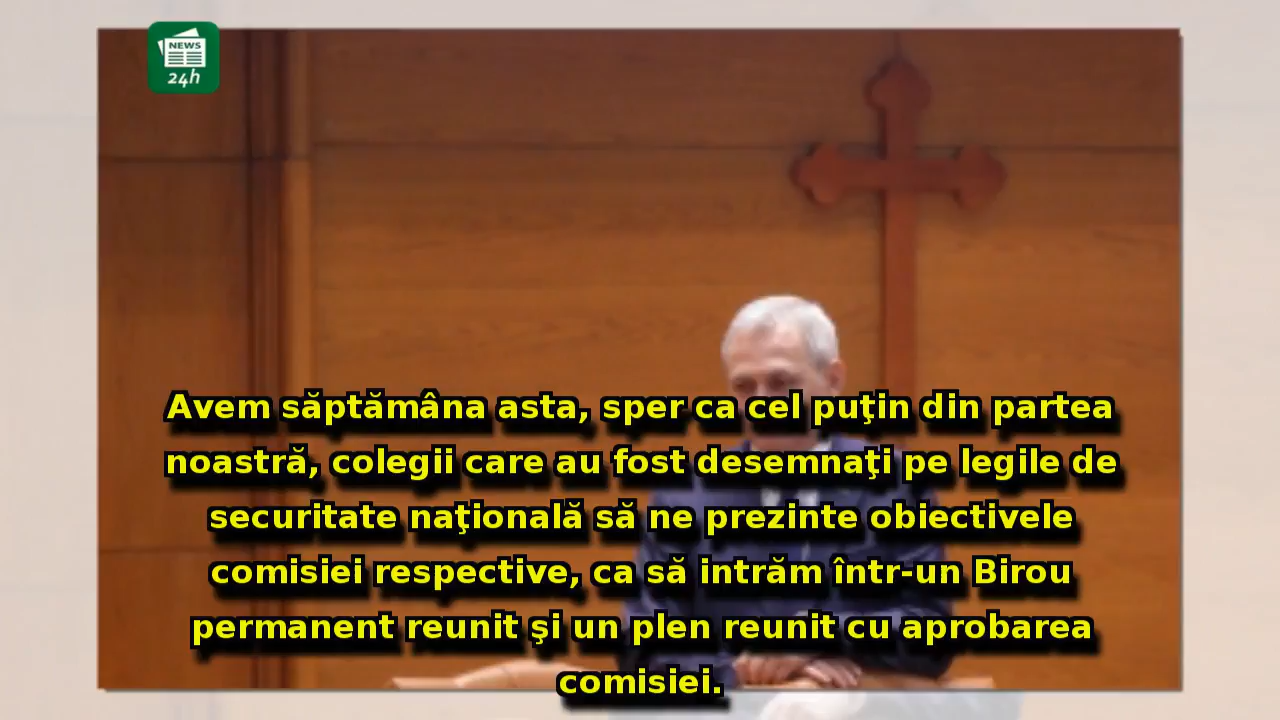 NEWS
24h
Avem săptămâna asta, sper ca cel puţin din partea
noastră, colegii care au fost desemnaţi pe legile de
securitate naţională să ne prezinte obiectivele
comisiei respective, ca să intrăm într-un Birou
permanent reunit şi un plen reunit cu aprobarea
comisiei.